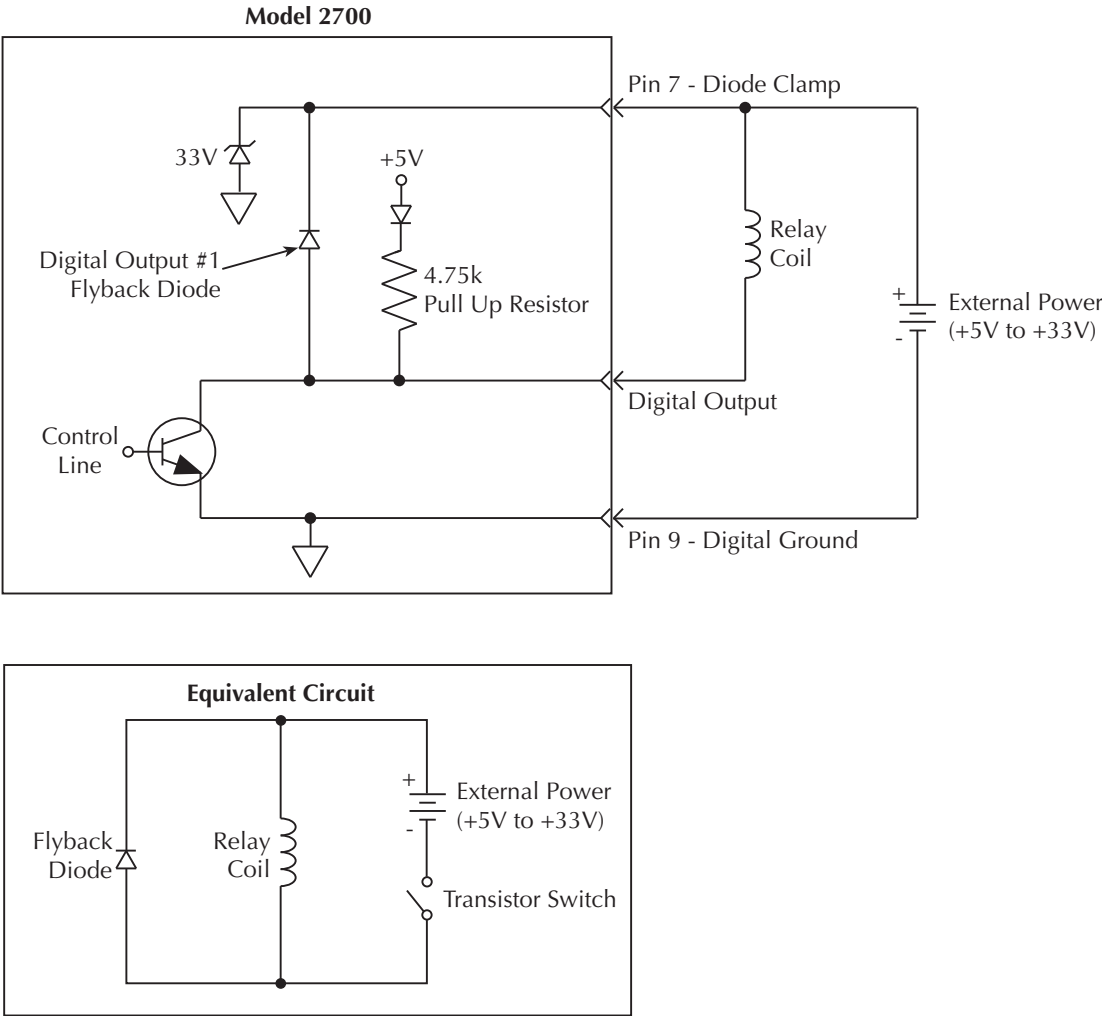 Model 2700
Pin 7 - Diode Clamp
33V
+5V
Digital Output #1
Flyback Diode
4.75k
Pull Up Resistor
Relay
Coil
+
-
External Power
(+5V to +33V)
Digital Output
Control
Line
Pin 9 - Digital Ground
Equivalent Circuit
Flyback
Diode
Relay
Coil
+
-
External Power
(+5V to +33V)
Transistor Switch